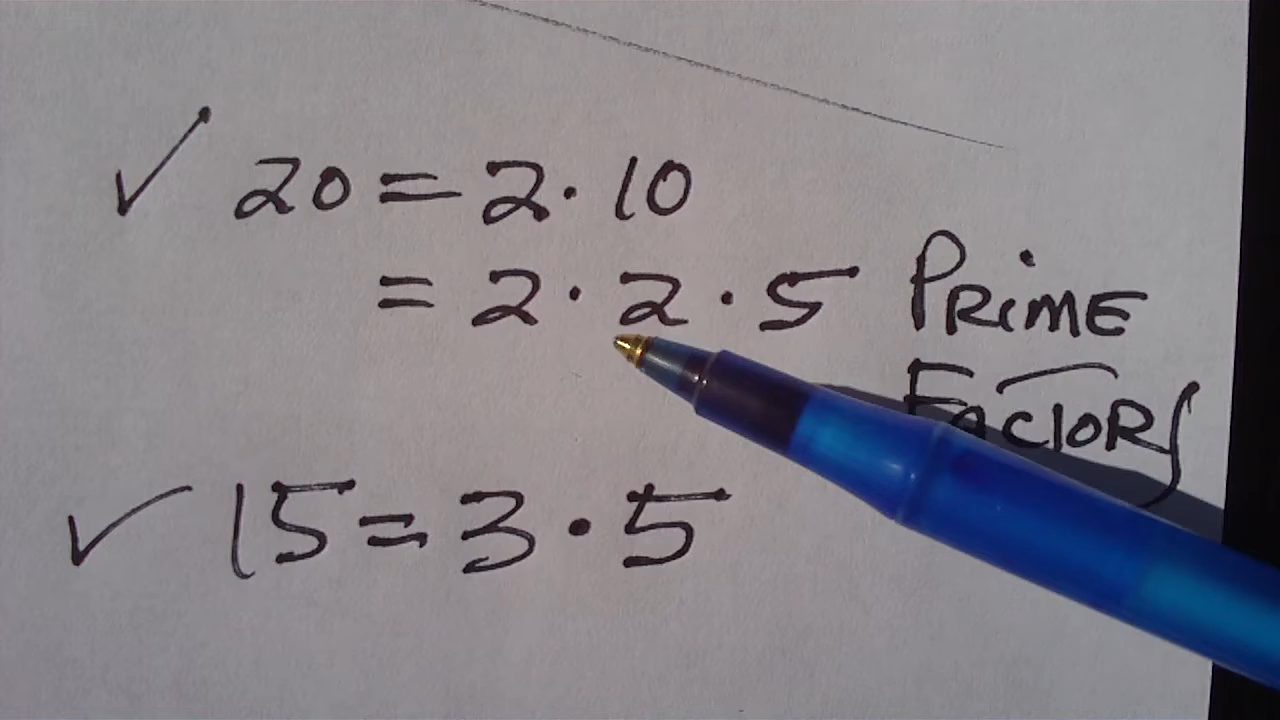 ✓ 20 = 2 · 10
= 2 · 2 · 5 PRiME
FACTORS
✓ 15 = 3 · 5